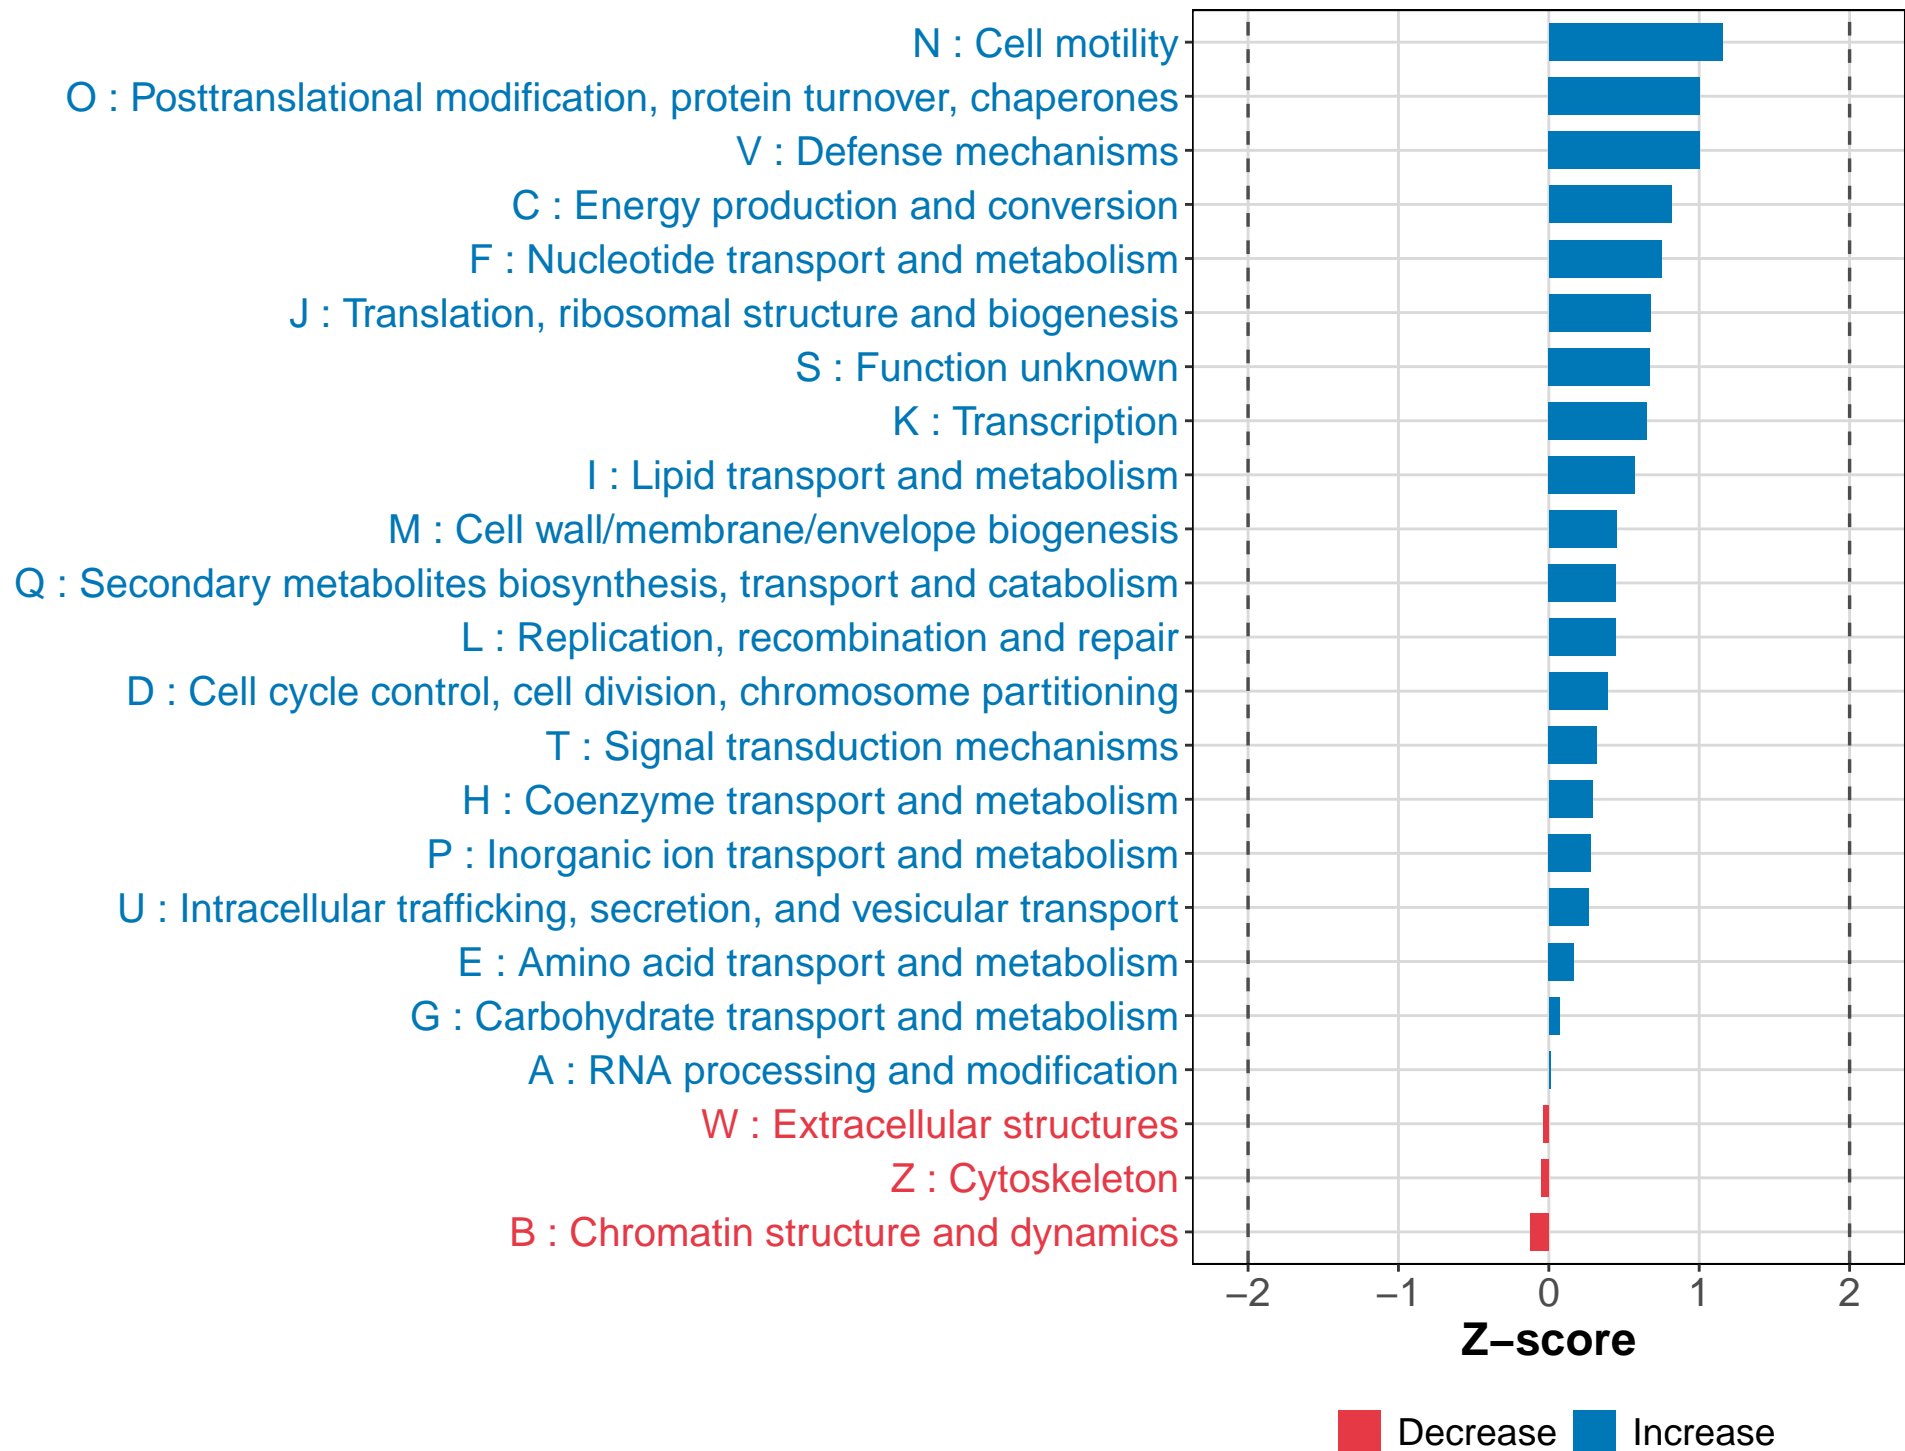 N : Cell motility
O : Posttranslational modification, protein turnover, chaperones
V : Defense mechanisms
C : Energy production and conversion
F : Nucleotide transport and metabolism
J : Translation, ribosomal structure and biogenesis
S : Function unknown
K : Transcription
I : Lipid transport and metabolism
M : Cell wall/membrane/envelope biogenesis
Q : Secondary metabolites biosynthesis, transport and catabolism
L : Replication, recombination and repair
D : Cell cycle control, cell division, chromosome partitioning
T : Signal transduction mechanisms
H : Coenzyme transport and metabolism
P : Inorganic ion transport and metabolism
U : Intracellular trafficking, secretion, and vesicular transport
E : Amino acid transport and metabolism
G : Carbohydrate transport and metabolism
A : RNA processing and modification
W : Extracellular structures
Z : Cytoskeleton
B : Chromatin structure and dynamics
−2 −1 0 1 2
Z−score
Decrease Increase